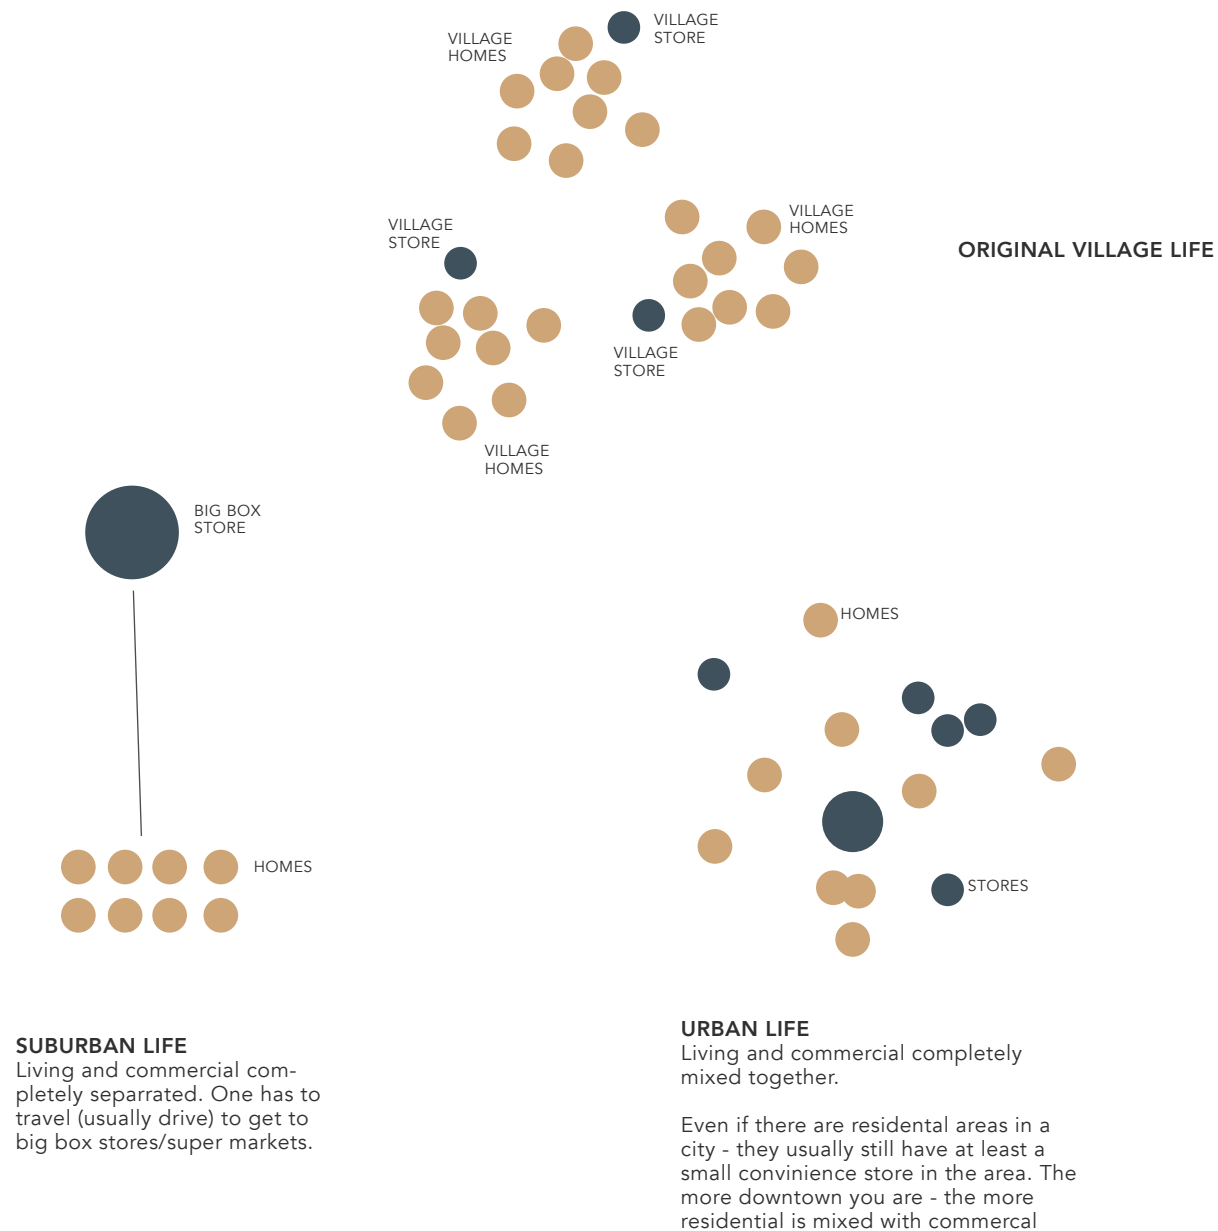 VILLAGE
STORE
VILLAGE
HOMES
VILLAGE
HOMES
VILLAGE
STORE
ORIGINAL VILLAGE LIFE
VILLAGE
STORE
VILLAGE
HOMES
BIG BOX
STORE
HOMES
HOMES
STORES
SUBURBAN LIFE
Living and commercial com-
pletely separrated. One has to
travel (usually drive) to get to
big box stores/super markets.
URBAN LIFE
Living and commercial completely
mixed together.
Even if there are residental areas in a
city - they usually still have at least a
small convinience store in the area. The
more downtown you are - the more
residential is mixed with commercal